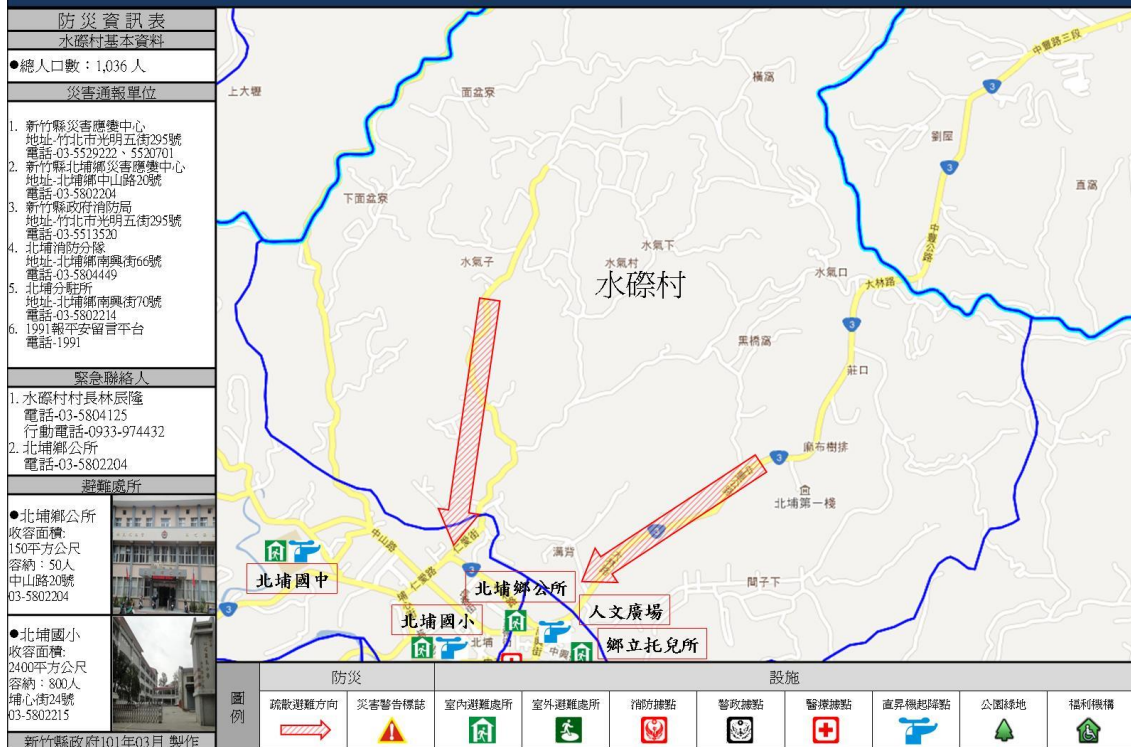 防災資訊表
水磜村基本資料
●總人口數：1,036 人
災害通報單位
1. 新竹縣災害應變中心
地址-竹北市光明五街295號
電話-03-5529222、5520701
2. 新竹縣北埔鄉災害應變中心
地址-北埔鄉中山路20號
電話-03-5802204
3. 新竹縣政府消防局
地址-竹北市光明五街295號
電話-03-5513520
4. 北埔消防分隊
地址-北埔鄉南興街66號
電話-03-5804449
5. 北埔分駐所
地址-北埔鄉南興街70號
電話-03-5802214
6. 1991報平安留言平台
電話-1991
緊急聯絡人
1. 水磜村村長林辰隆
電話-03-5804125
行動電話-0933-974432
2. 北埔鄉公所
電話-03-5802204
避難處所
●北埔鄉公所
收容面積:
150平方公尺
容納：50人
中山路20號
03-5802204
●北埔國小
收容面積:
2400平方公尺
容納：800人
埔心街24號
03-5802215
新竹縣政府101年03月 製作
上大壢
面盆寮
橫窩
中豐路三段
3
劉屋
3
直窩
下面盆寮
中豐公路
水氣下
水氣子
水氣村
水氣口
水磜村
大林路
3
黑橋窩
莊口
麻布樹排
3
北埔第一棧
3
中山路
仁愛街
溝背
3
仁愛路
間子下
北埔國中
北埔鄉公所
人文廣場
3
北埔國小
北埔
鄉立托兒所
圖例
防災
設施
疏散避難方向
災害警告標誌
室內避難處所
室外避難處所
消防據點
警政據點
醫療據點
直昇機起降點
公園綠地
福利機構